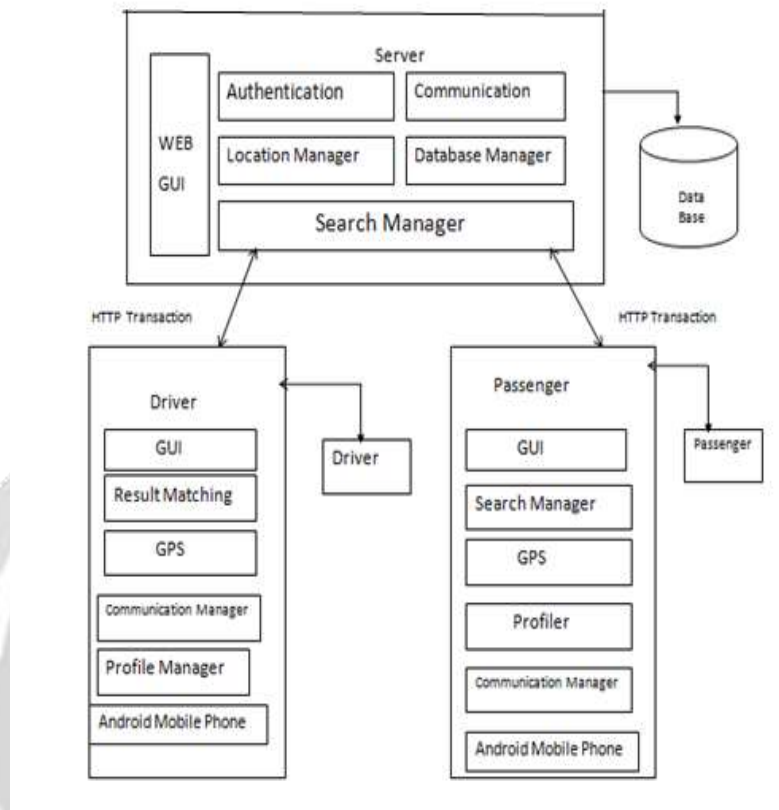 Server
WEB
GUI
Authentication
Communication
Location Manager
Database Manager
Search Manager
Data
Base
HTTP Transaction
HTTP Transaction
Driver
GUI
Result Matching
GPS
Communication Manager
Profile Manager
Android Mobile Phone
Driver
Passenger
GUI
Search Manager
GPS
Profiler
Communication Manager
Android Mobile Phone
Passenger